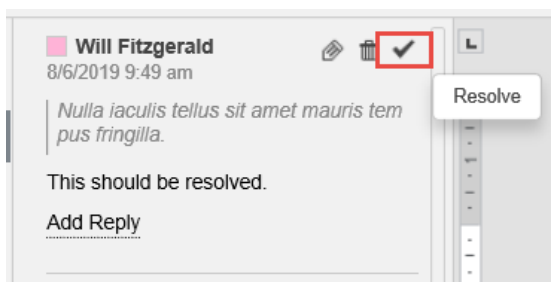 Will Fitzgerald
8/6/2019 9:49 am
Resolve
Nulla iaculis tellus sit amet mauris tem
pus fringilla.
This should be resolved.
Add Reply